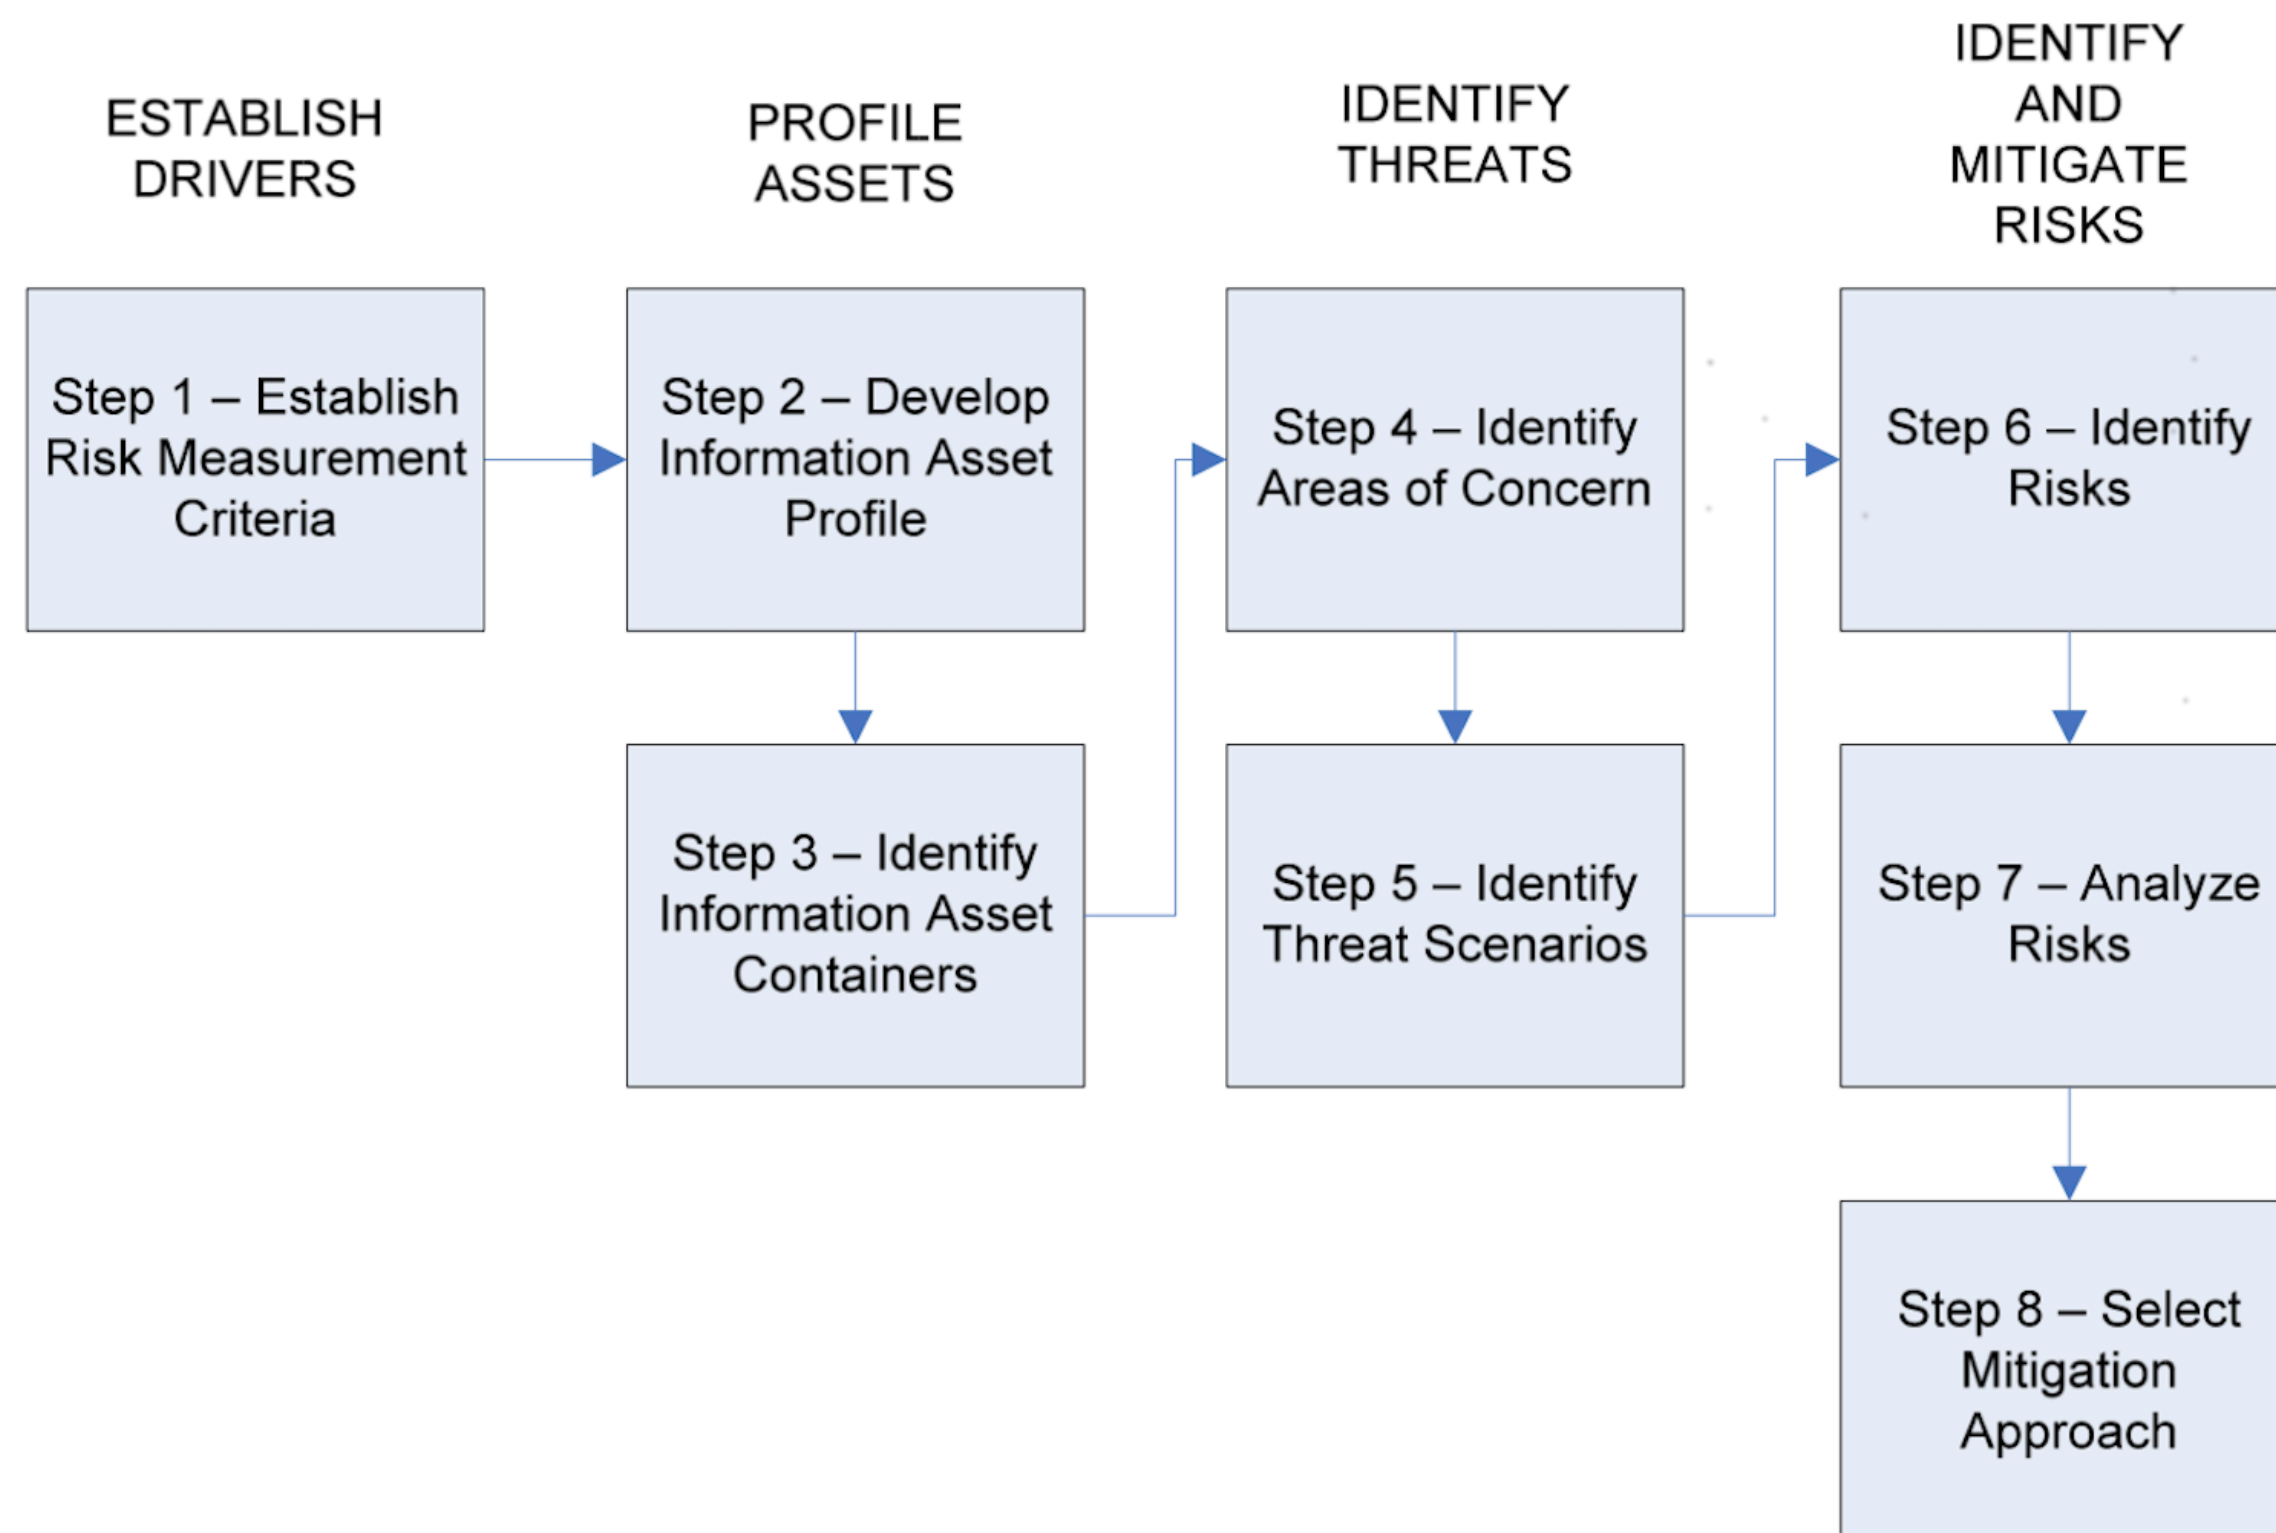 ESTABLISH
DRIVERS
PROFILE
ASSETS
IDENTIFY
THREATS
IDENTIFY
AND
MITIGATE
RISKS
Step 1 – Establish
Risk Measurement
Criteria
Step 2 – Develop
Information Asset
Profile
Step 3 – Identify
Information Asset
Containers
Step 4 – Identify
Areas of Concern
Step 5 – Identify
Threat Scenarios
Step 6 – Identify
Risks
Step 7 – Analyze
Risks
Step 8 – Select
Mitigation
Approach